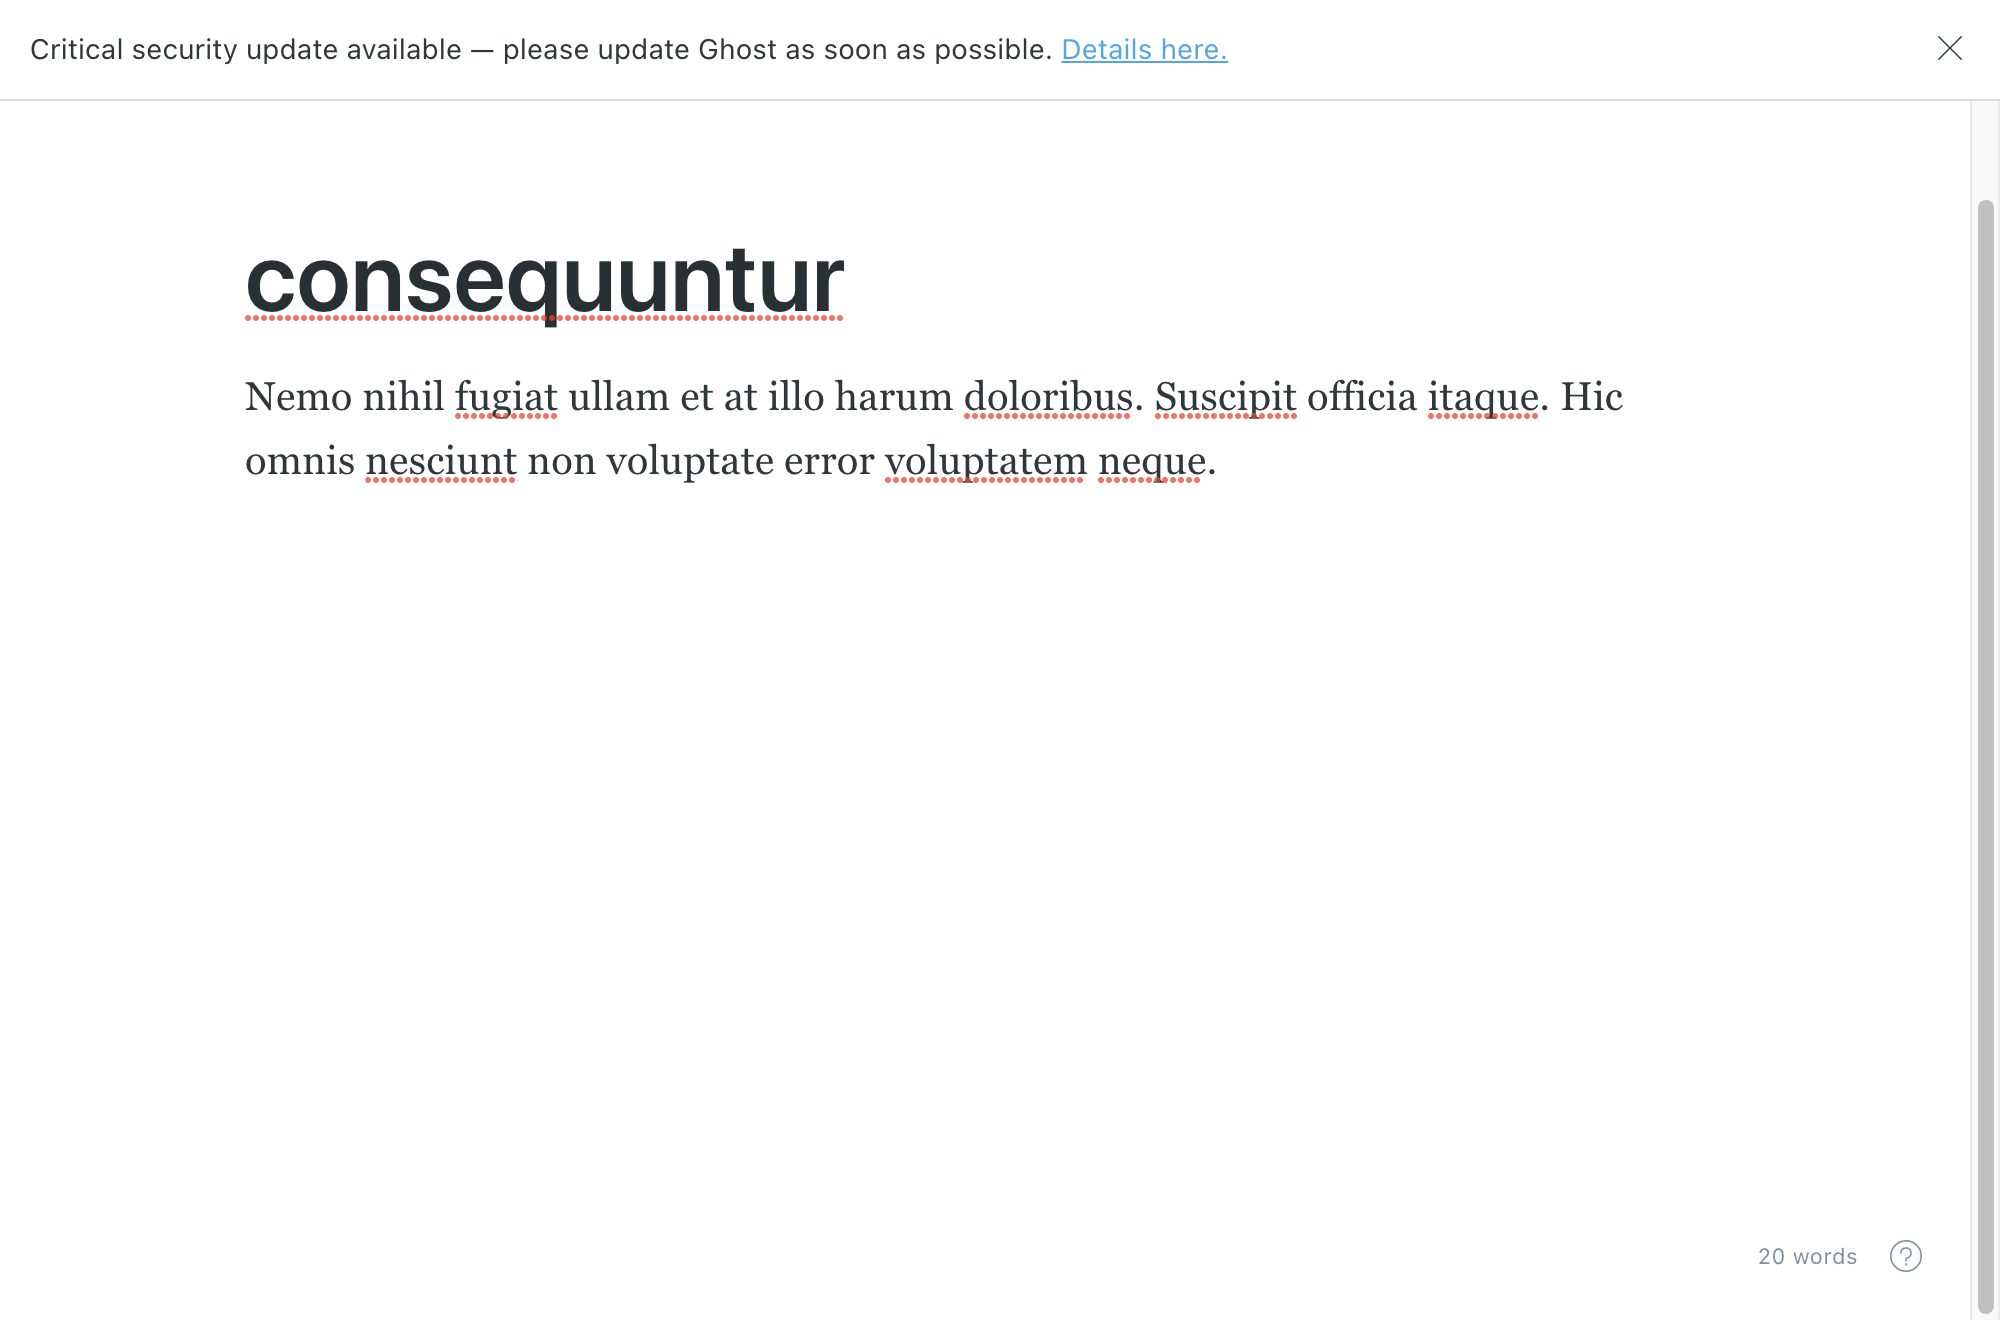 Critical security update available — please update Ghost as soon as possible. Details here.
consequuntur
Nemo nihil fugiat ullam et at illo harum doloribus. Suscipit officia itaque. Hic
omnis nesciunt non voluptate error voluptatem neque.
20 words ?